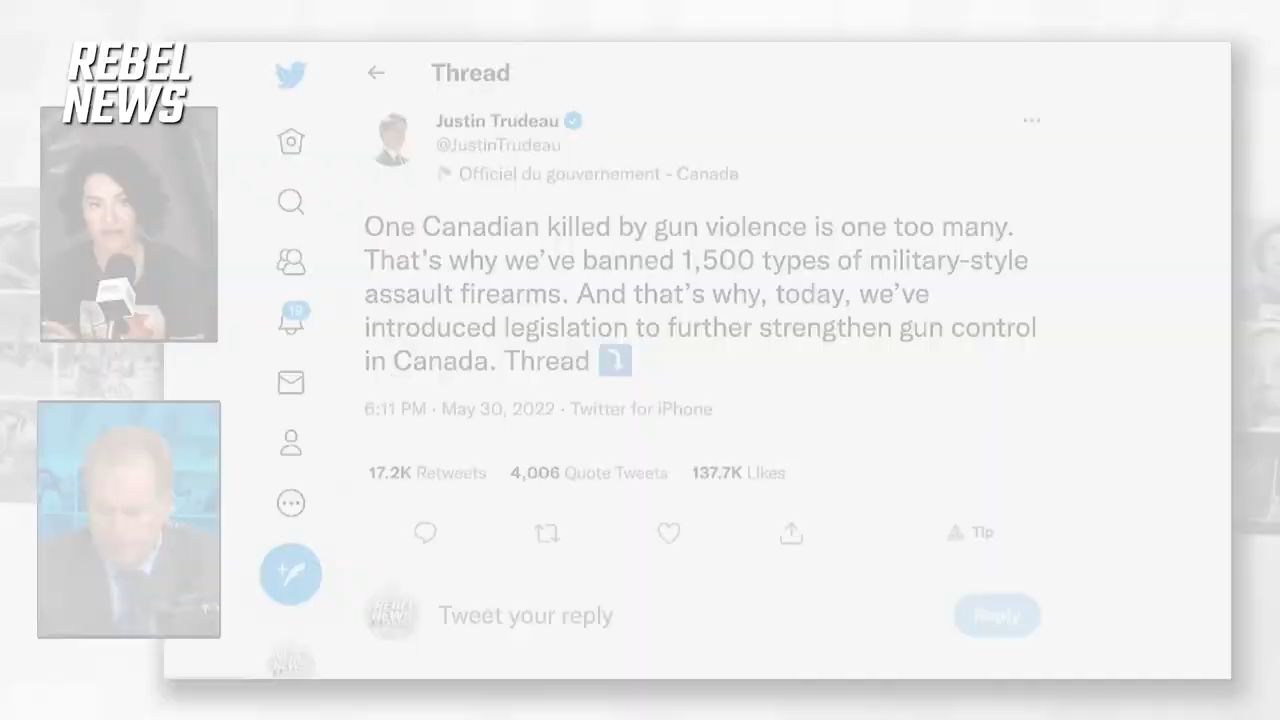 REBEL
NEWS
Thread
Justin Trudeau
@JustinTrudeau
Officiel du gouvernement - Canada
One Canadian killed by gun violence is one too many.
That's why we've banned 1,500 types of military-style
assault firearms. And that's why, today, we've
introduced legislation to further strengthen gun control
in Canada. Thread
6:11 PM · May 30, 2022 · Twitter for iPhone
17.2K Retweets 4,006 Quote Tweets 137.7K Likes
Tip
19
Tweet your reply
Reply
REBEL
NEWS